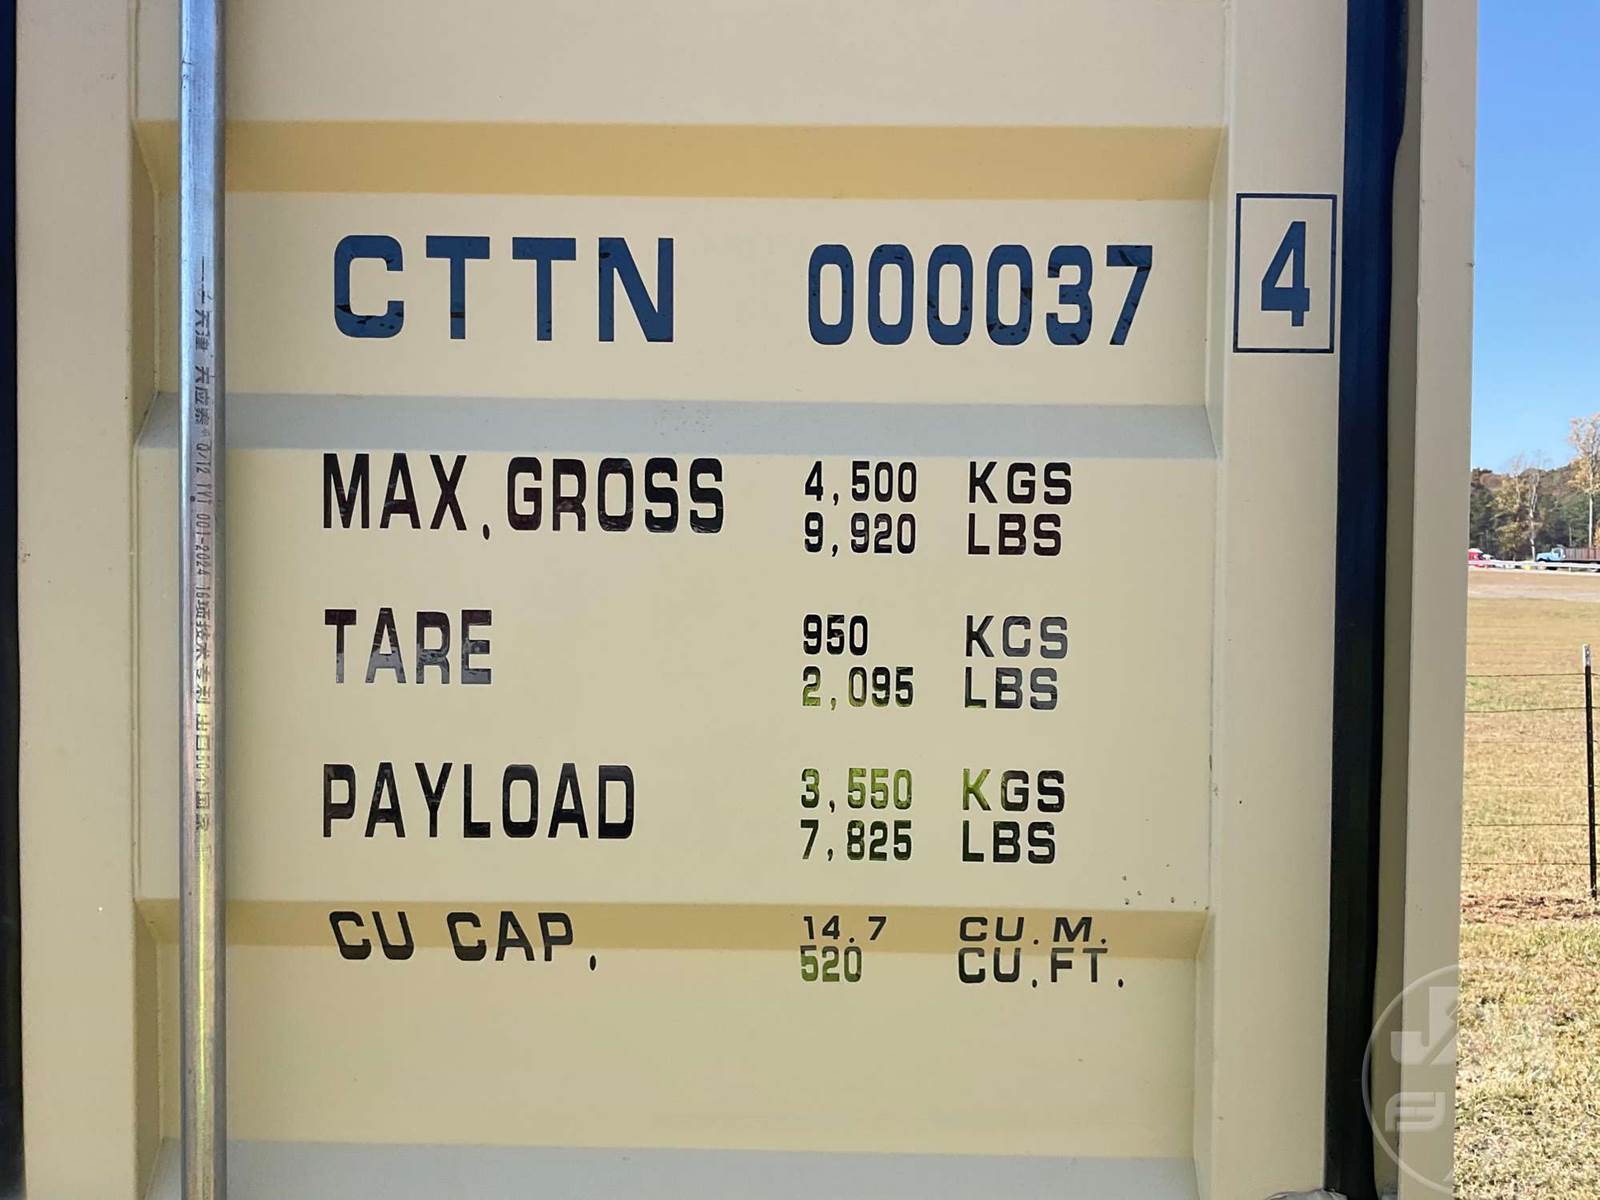 CTTN 000037 4
MAX.GROSS 4,500 KGS
9,920 LBS
TARE 950 KGS
2,095 LBS
PAYLOAD 3,550 KGS
7,825 LBS
CU CAP. 14.7 CU.M.
520 CU.FT.